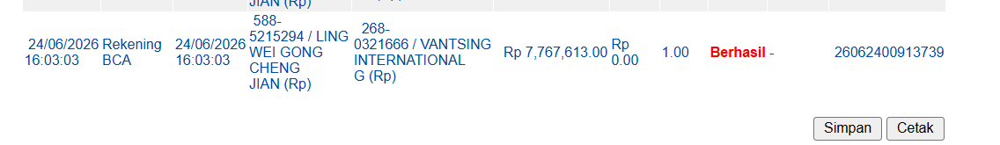 JIAN (Rp)
24/06/2026 16:03:03 Rekening BCA 24/06/2026 16:03:03 588-5215294 / LING WEI GONG CHENG JIAN (Rp) 268-0321666 / VANTSING INTERNATIONAL G (Rp) Rp 7,767,613.00 Rp 0.00 1.00 Berhasil - 26062400913739
Simpan Cetak